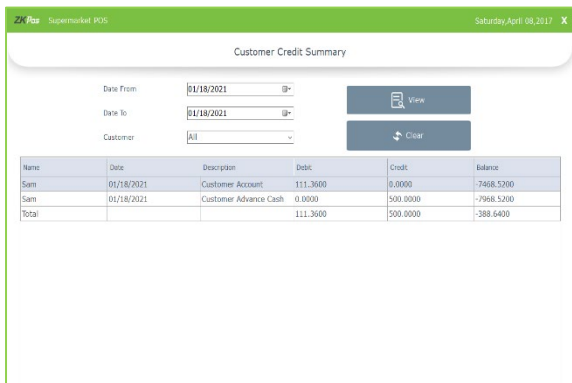 ZKPos Supermarket POS Saturday,April 08,2017 X
Customer Credit Summary
Date From 01/18/2021
View
Date To 01/18/2021
Customer All
Clear
Name Date Description Debit Credit Balance
Sam 01/18/2021 Customer Account 111.3600 0.0000 -7468.5200
Sam 01/18/2021 Customer Advance Cash 0.0000 500.0000 -7968.5200
Total 111.3600 500.0000 -388.6400